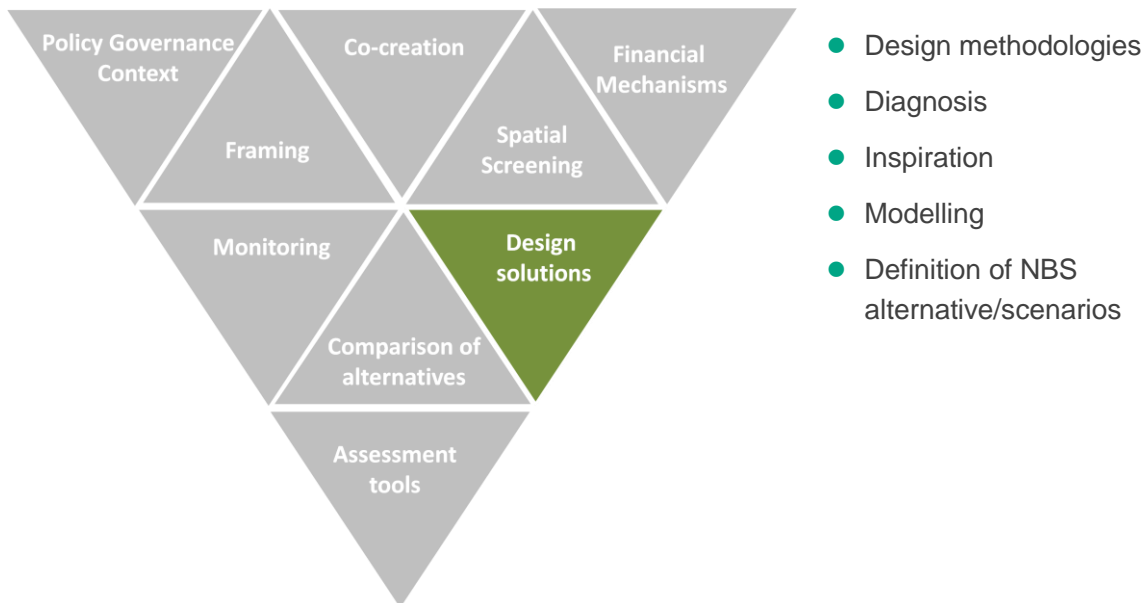 Policy Governance
Context
Co-creation
Financial
Mechanisms
Framing
Spatial
Screening
Monitoring
Design
solutions
Comparison of
alternatives
Assessment
tools
Design methodologies
Diagnosis
Inspiration
Modelling
Definition of NBS
alternative/scenarios